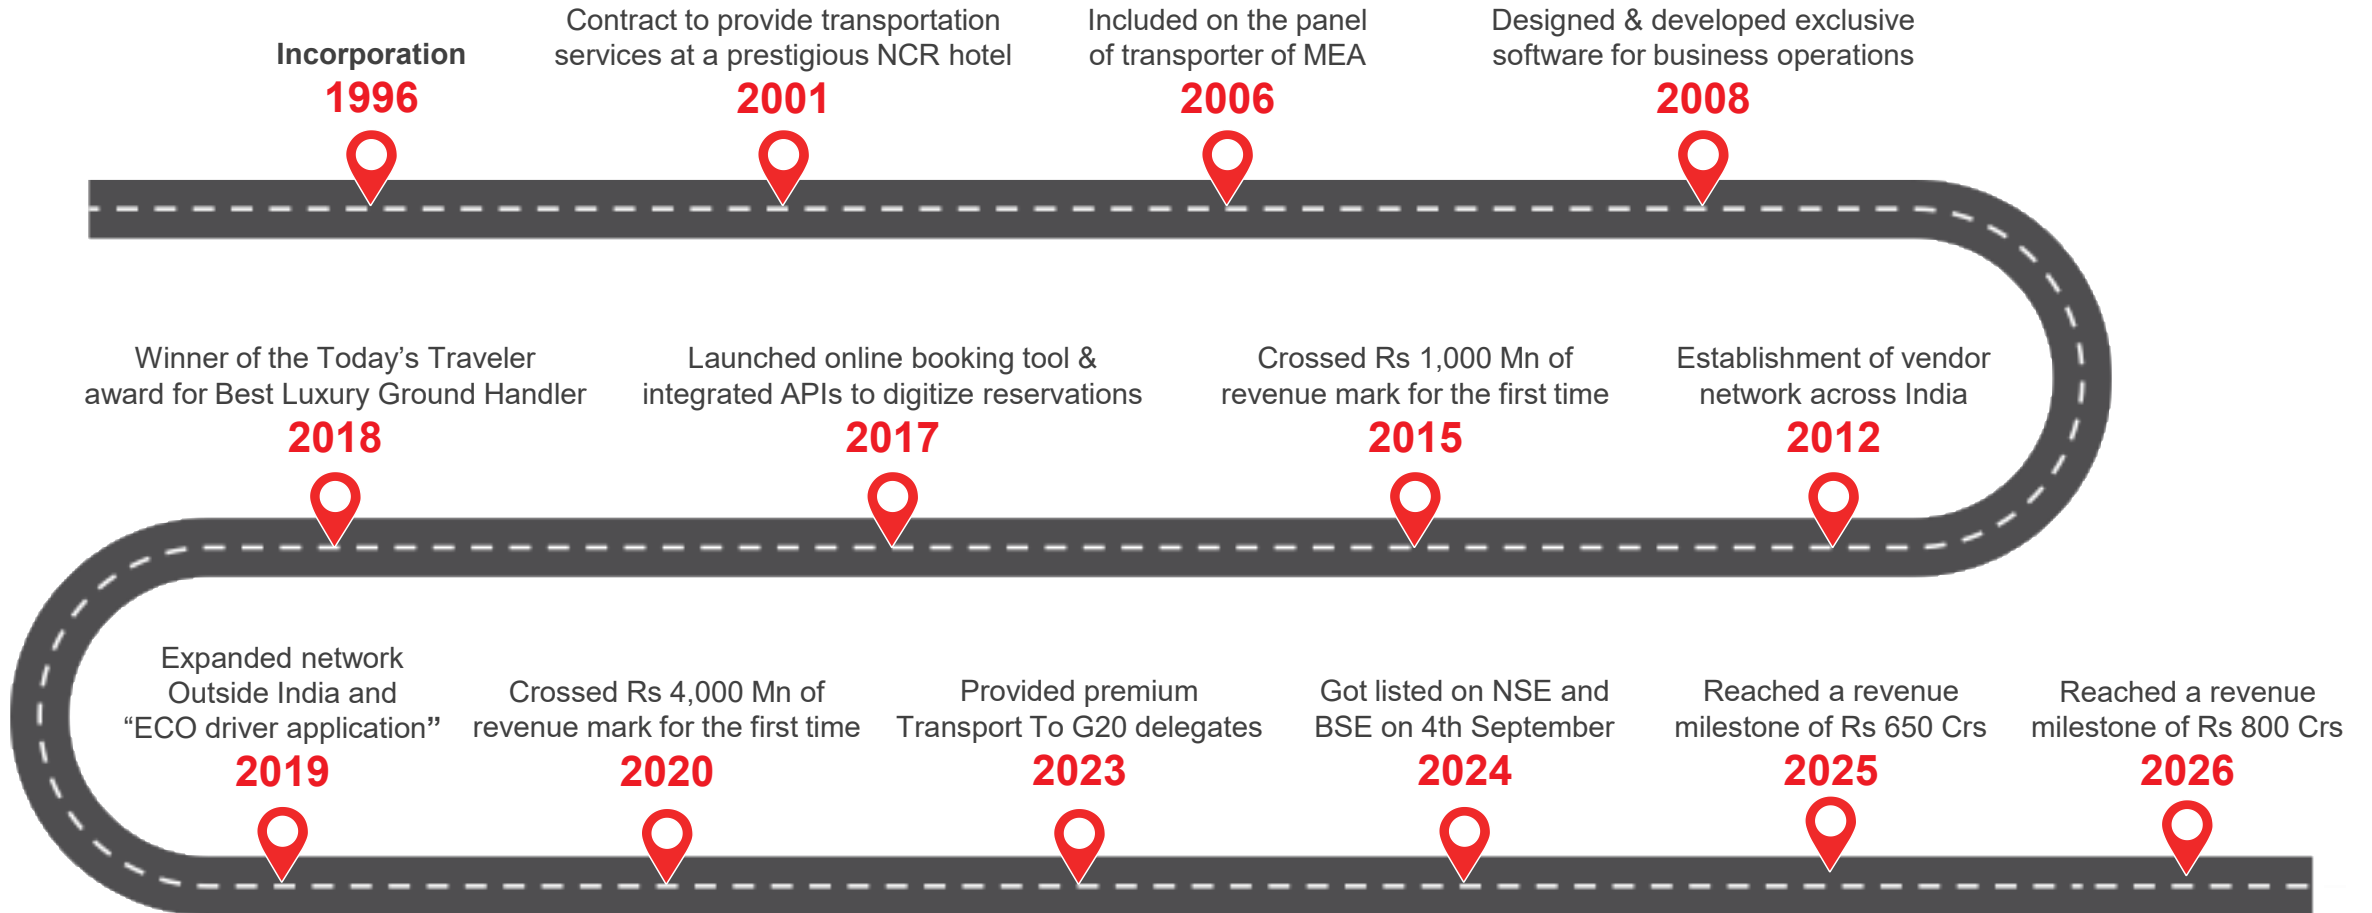 Incorporation
1996
Contract to provide transportation
services at a prestigious NCR hotel
2001
Included on the panel
of transporter of MEA
2006
Designed & developed exclusive
software for business operations
2008
Establishment of vendor
network across India
2012
Crossed Rs 1,000 Mn of
revenue mark for the first time
2015
Launched online booking tool &
integrated APIs to digitize reservations
2017
Winner of the Today’s Traveler
award for Best Luxury Ground Handler
2018
Expanded network
Outside India and
“ECO driver application”
2019
Crossed Rs 4,000 Mn of
revenue mark for the first time
2020
Provided premium
Transport To G20 delegates
2023
Got listed on NSE and
BSE on 4th September
2024
Reached a revenue
milestone of Rs 650 Crs
2025
Reached a revenue
milestone of Rs 800 Crs
2026